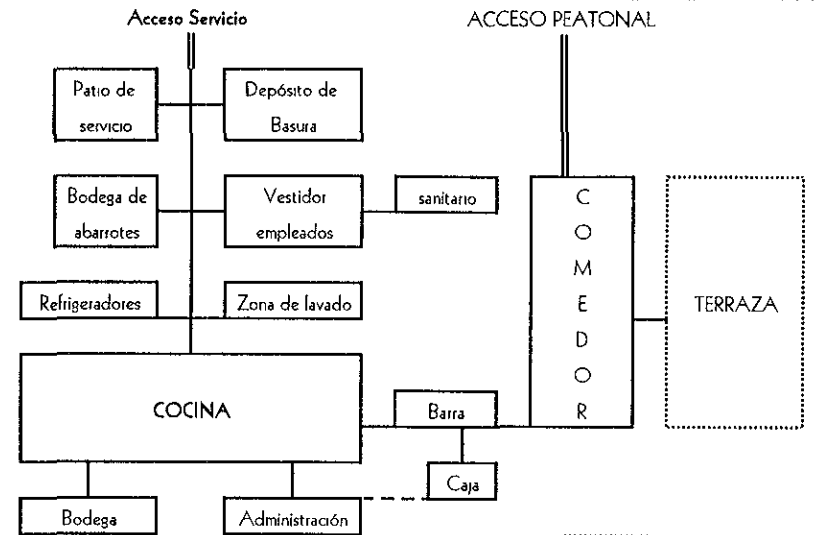 Acceso Servicio
ACCESO PEATONAL
Patio de
servicio
Depósito de
Basura
Bodega de
abarrotes
Vestidor
empleados
sanitario
Refrigeradores
Zona de lavado
COCINA
Barra
Caja
Bodega
Administración
C
O
M
E
D
O
R
TERRAZA